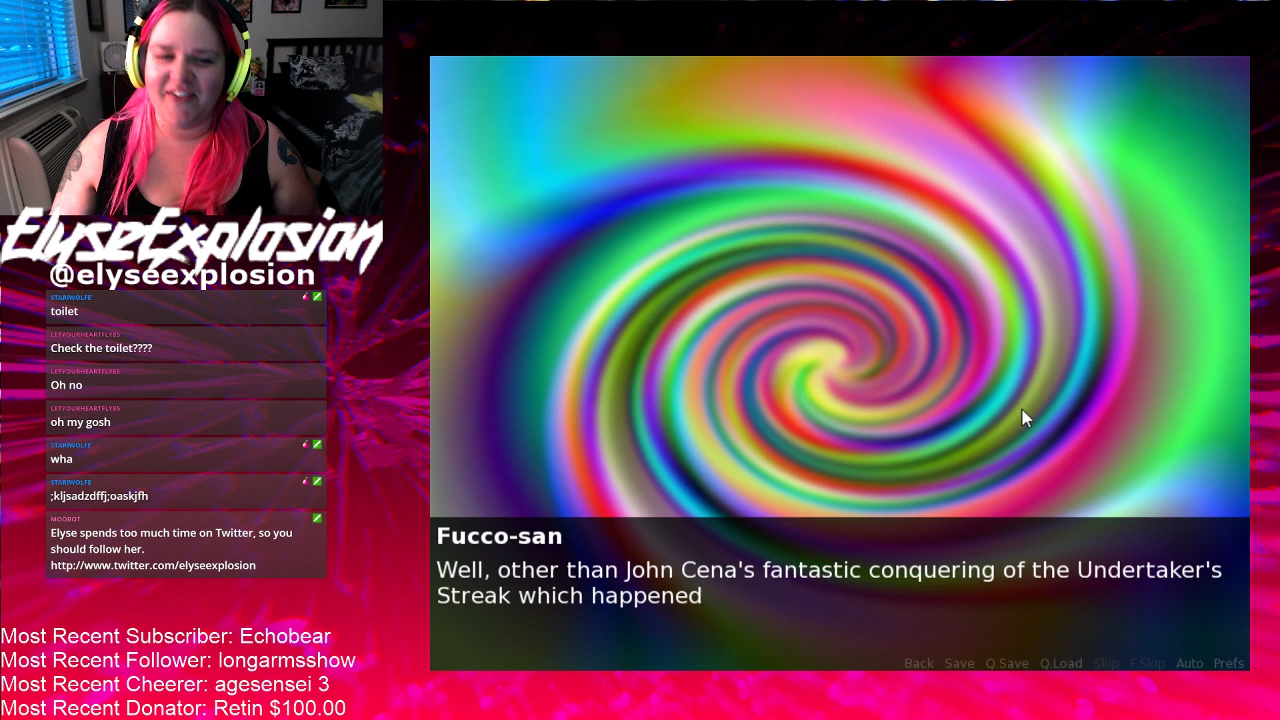 ElyseExplosion
@elyseexplosion
STARIWOLFE
toilet
LETYOURHEARTFLY85
Check the toilet????
LETYOURHEARTFLY85
Oh no
LETYOURHEARTFLY85
oh my gosh
STARIWOLFE
wha
STARIWOLFE
;kljsadzdffj;oaskjfh
MOOBOT
Elyse spends too much time on Twitter, so you
should follow her.
http://www.twitter.com/elyseexplosion
Most Recent Subscriber: Echobear
Most Recent Follower: longarmsshow
Most Recent Cheerer: agesensei 3
Most Recent Donator: Retin $100.00
Fucco-san
Well, other than John Cena's fantastic conquering of the Undertaker's
Streak which happened
Back Save Q.Save Q.Load Skip F.Skip Auto Prefs